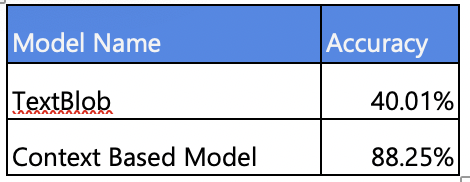 Model Name Accuracy
TextBlob 40.01%
Context Based Model 88.25%